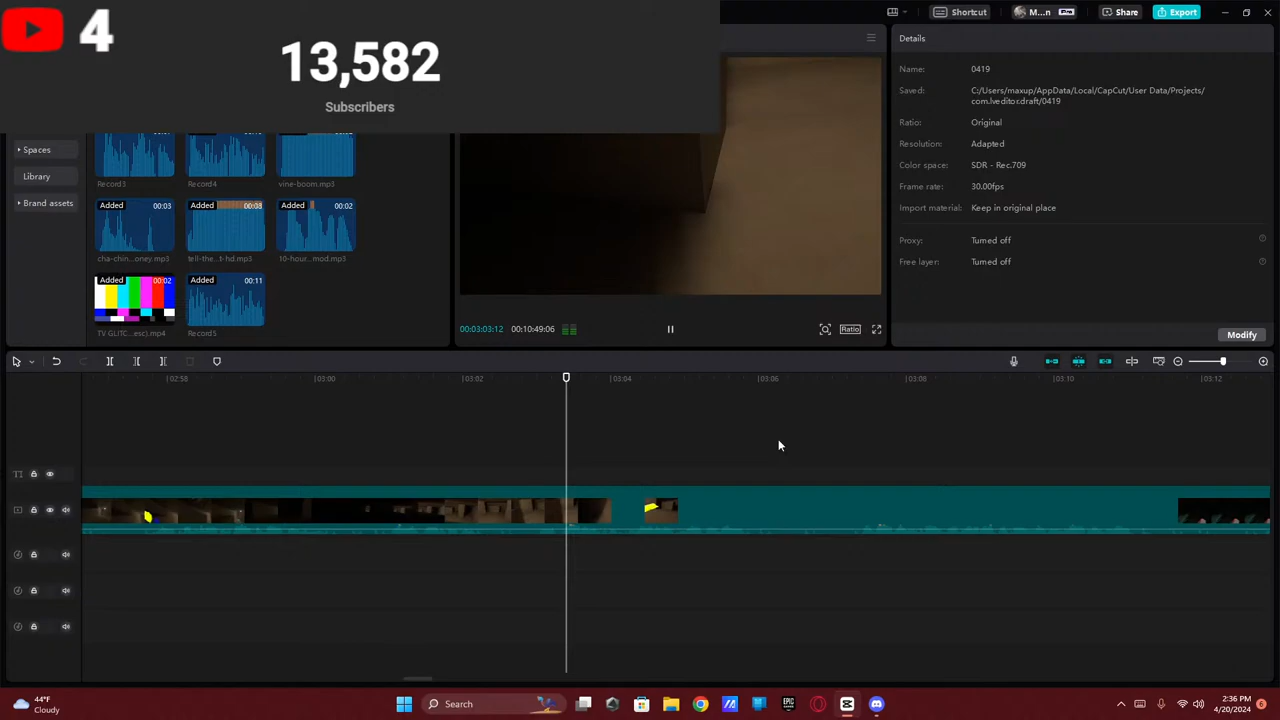 4
13,582
Subscribers
Shortcut
M...n Pro
Share
Export
Details
Name: 0419
Saved: C:/Users/maxup/AppData/Local/CapCut/User Data/Projects/
com.lveditor.draft/0419
Ratio: Original
Resolution: Adapted
Color space: SDR - Rec.709
Frame rate: 30.00fps
Import material: Keep in original place
Proxy: Turned off
Free layer: Turned off
Modify
Spaces
Library
Brand assets
Record3
Record4
vine-boom.mp3
Added 00:03
Added 00:03
Added 00:02
cha-chin...oney.mp3
tell-the...t-hd.mp3
10-hour...mod.mp3
Added 00:02
Added 00:11
TV GLITC...esc).mp4
Record5
00:03:03:12 00:10:49:06
Ratio
02:58
03:00
03:02
03:04
03:06
03:08
03:10
03:12
44°F
Cloudy
Search
EPIC
2:36 PM
4/20/2024